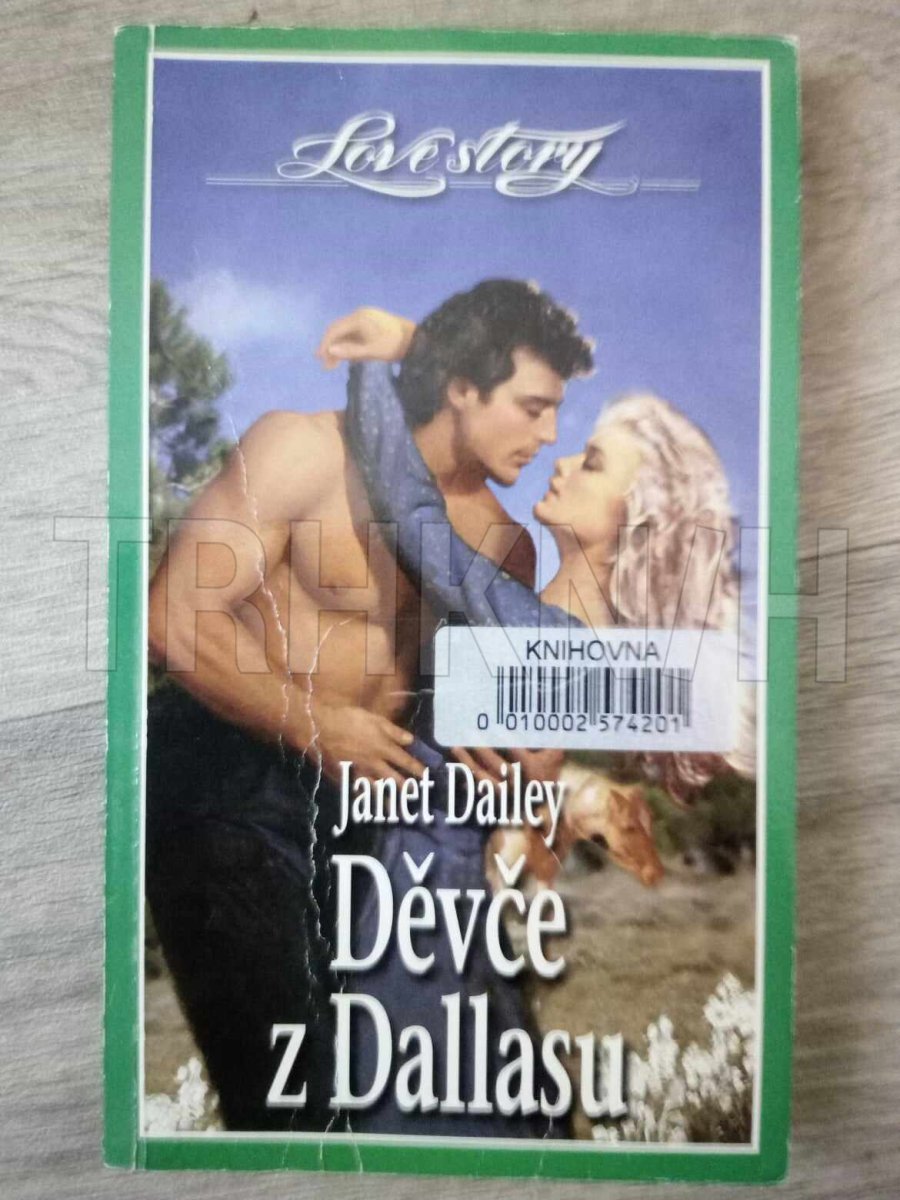 Love story
TRHKNIH
KNIHOVNA
0 010002 574201
Janet Dailey
Děvče
z Dallasu